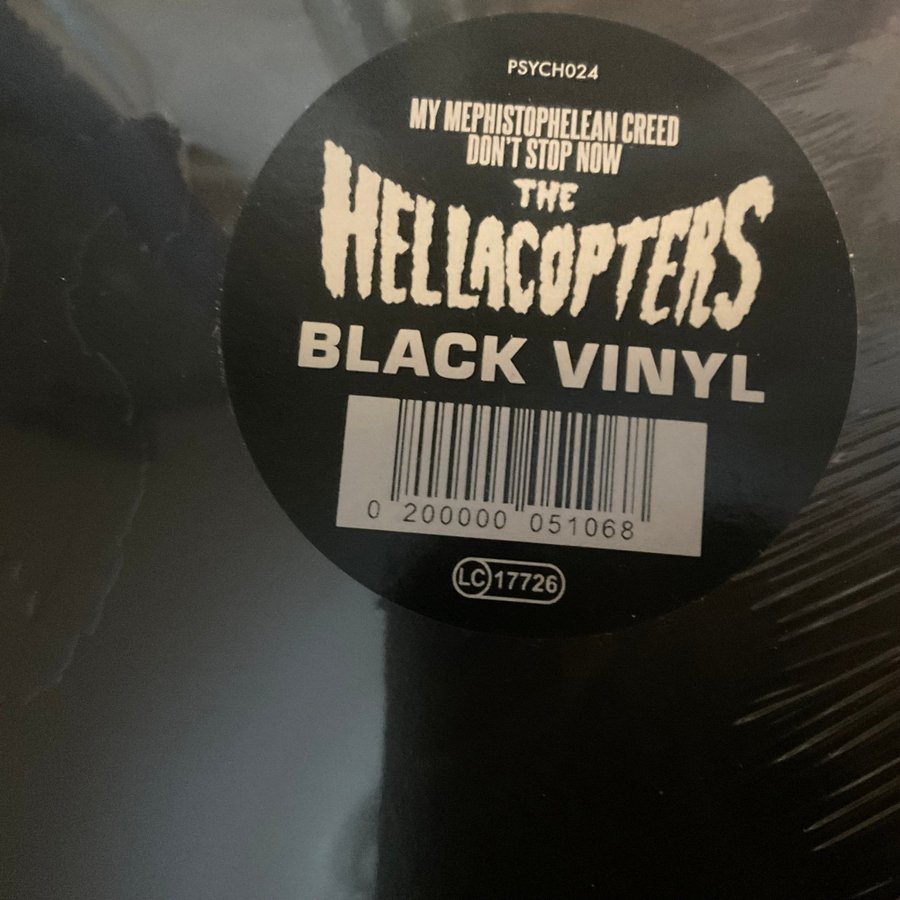 PSYCH024
MY MEPHISTOPHELEAN CREED
DON'T STOP NOW
THE
HELLACOPTERS
BLACK VINYL
0 200000 051068
LC 17726